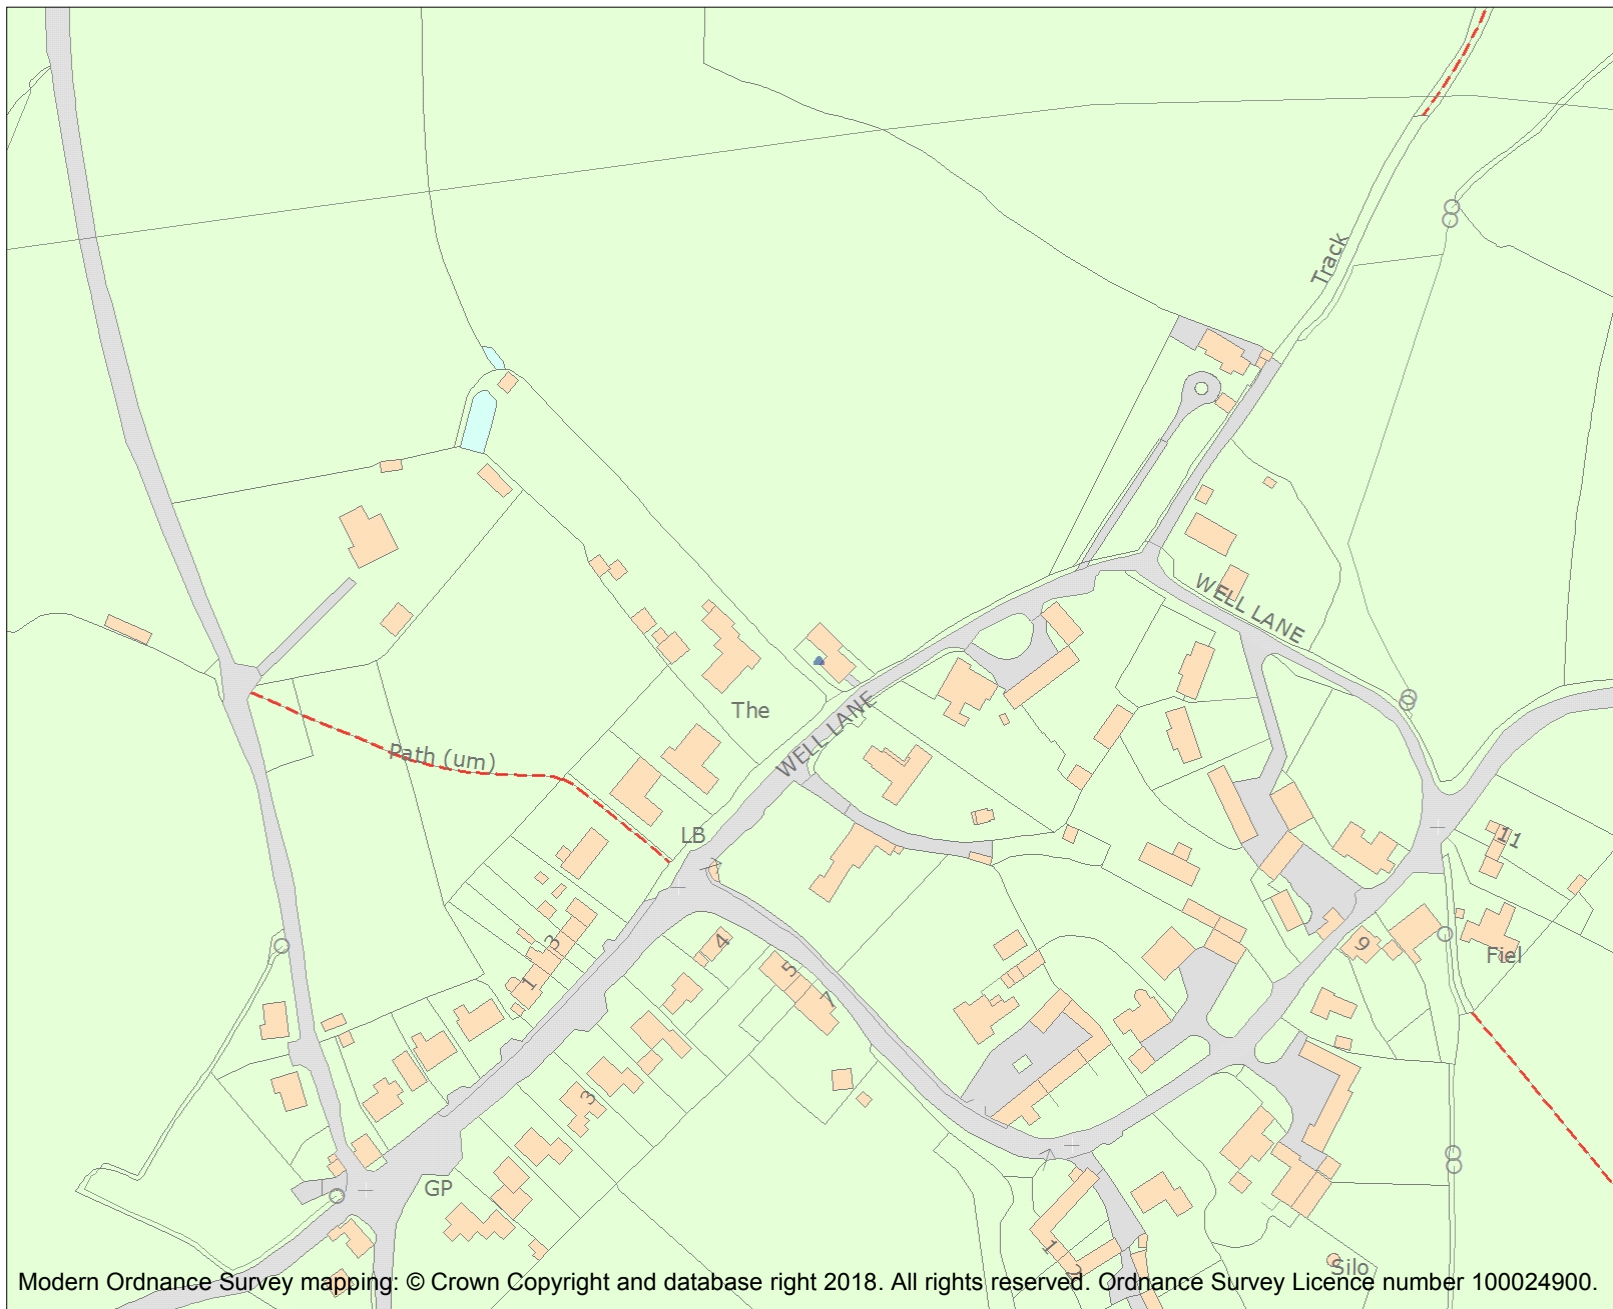 Track
WELL LANE
The
WELL LANE
Path (um)
LB
11
3
4
9
Fiel
5
1
7
3
GP
1
2
Silo
Modern Ordnance Survey mapping: © Crown Copyright and database right 2018. All rights reserved. Ordnance Survey Licence number 100024900.